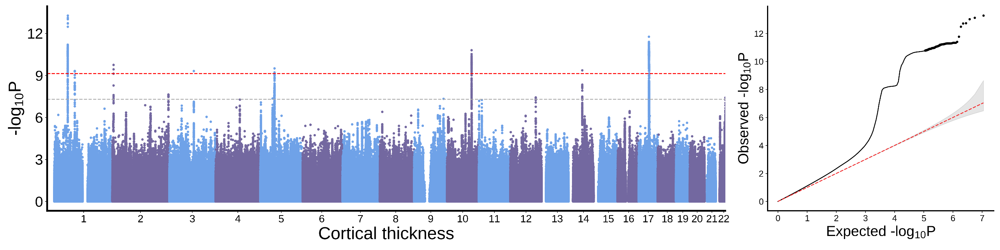 -log10P
12
9
6
3
0
1 2 3 4 5 6 7 8 9 10 11 12 13 14 15 16 17 18 19 20 21 22
Cortical thickness
Observed -log10P
12
10
8
6
4
2
0
0 1 2 3 4 5 6 7
Expected -log10P